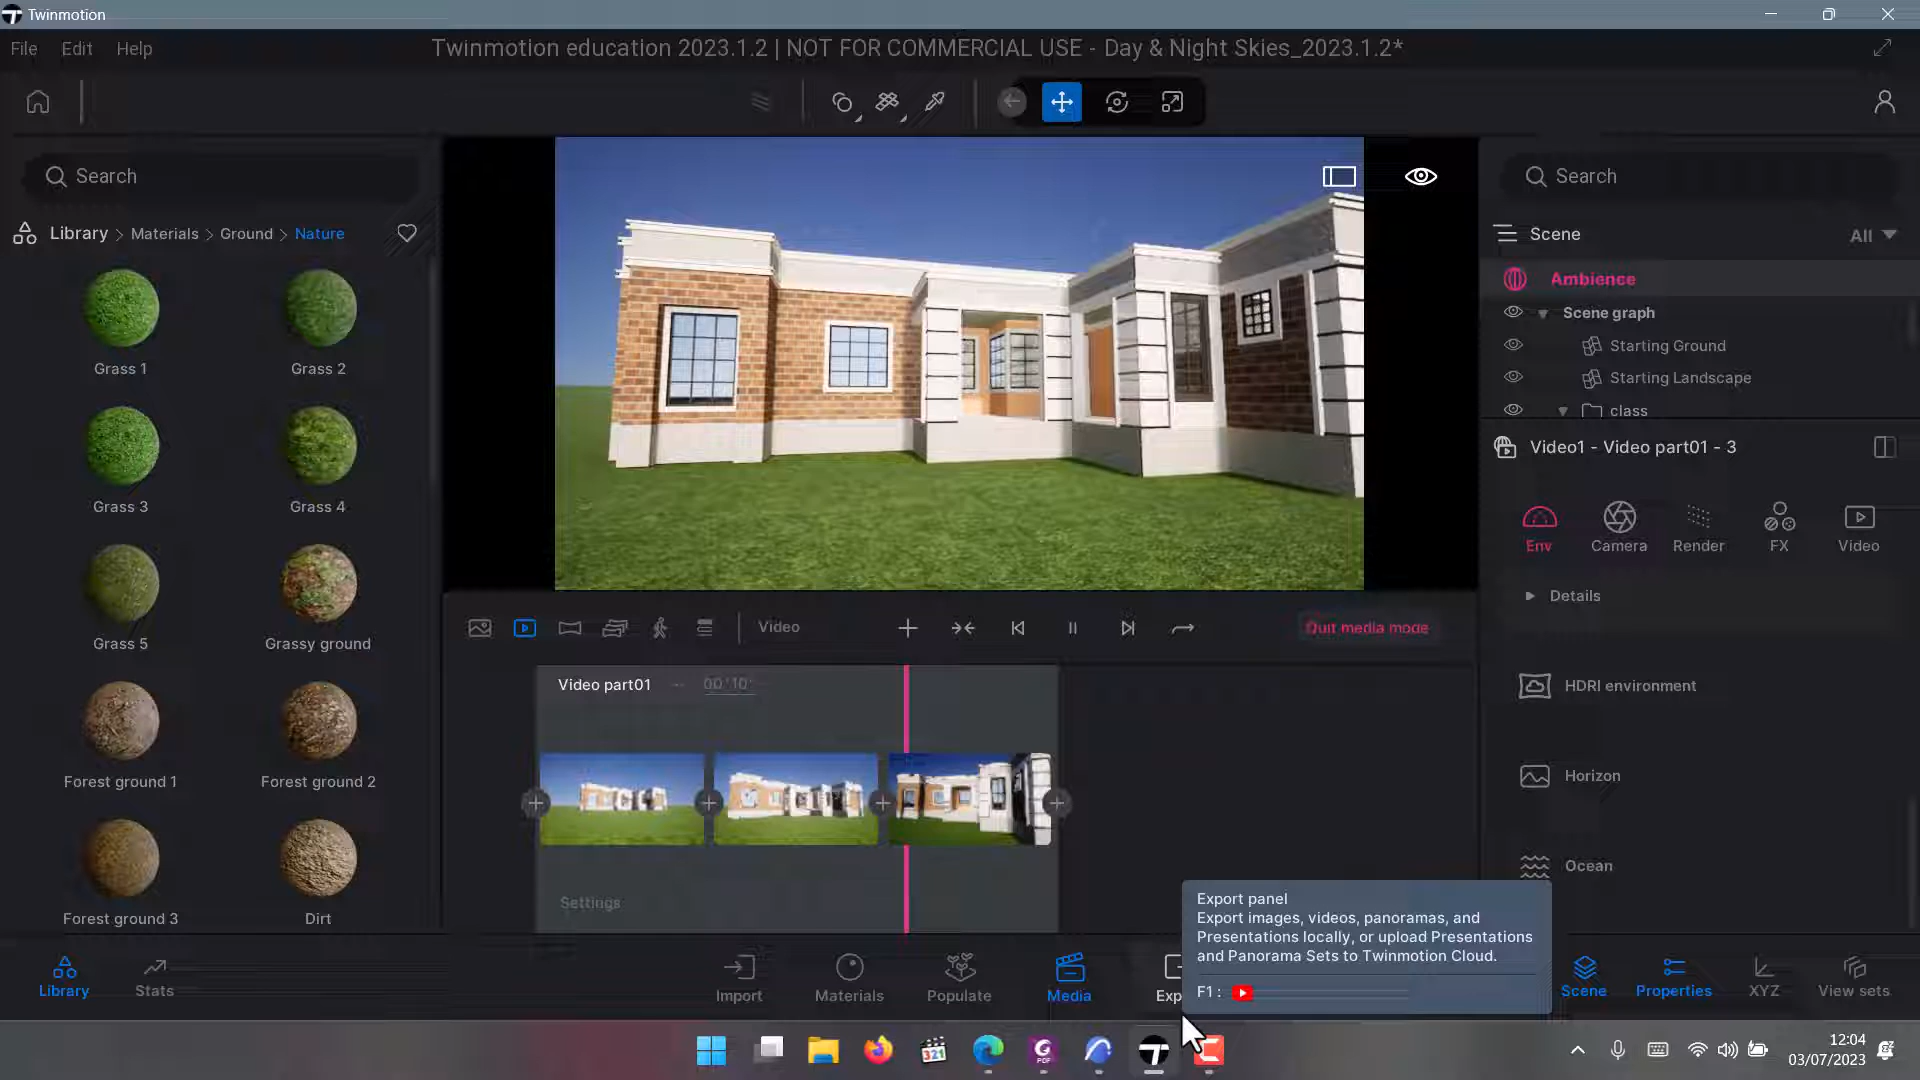 Twinmotion
File Edit Help
Twinmotion education 2023.1.2 | NOT FOR COMMERCIAL USE - Day & Night Skies_2023.1.2*
Search
Library > Materials > Ground > Nature
Grass 1
Grass 2
Grass 3
Grass 4
Grass 5
Grassy ground
Forest ground 1
Forest ground 2
Forest ground 3
Dirt
Video
Quit media mode
Video part01
00'10'
Settings
Search
Scene
All
Ambience
Scene graph
Starting Ground
Starting Landscape
class
Video1 - Video part01 - 3
Env
Camera
Render
FX
Video
Details
HDRI environment
Horizon
Ocean
Export panel
Export images, videos, panoramas, and
Presentations locally, or upload Presentations
and Panorama Sets to Twinmotion Cloud.
F1 :
Library
Stats
Import
Materials
Populate
Media
Exp
Scene
Properties
XYZ
View sets
321
PDF
12:04
03/07/2023